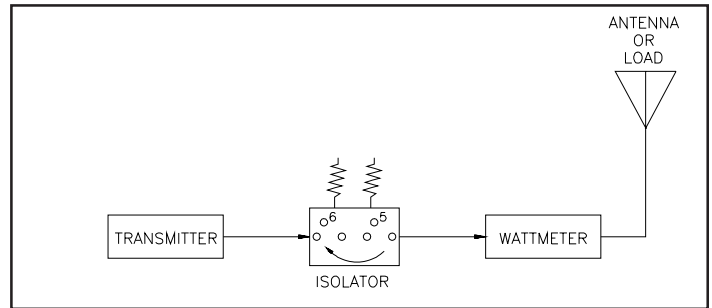 ANTENNA
OR
LOAD
6 5
TRANSMITTER
WATTMETER
ISOLATOR